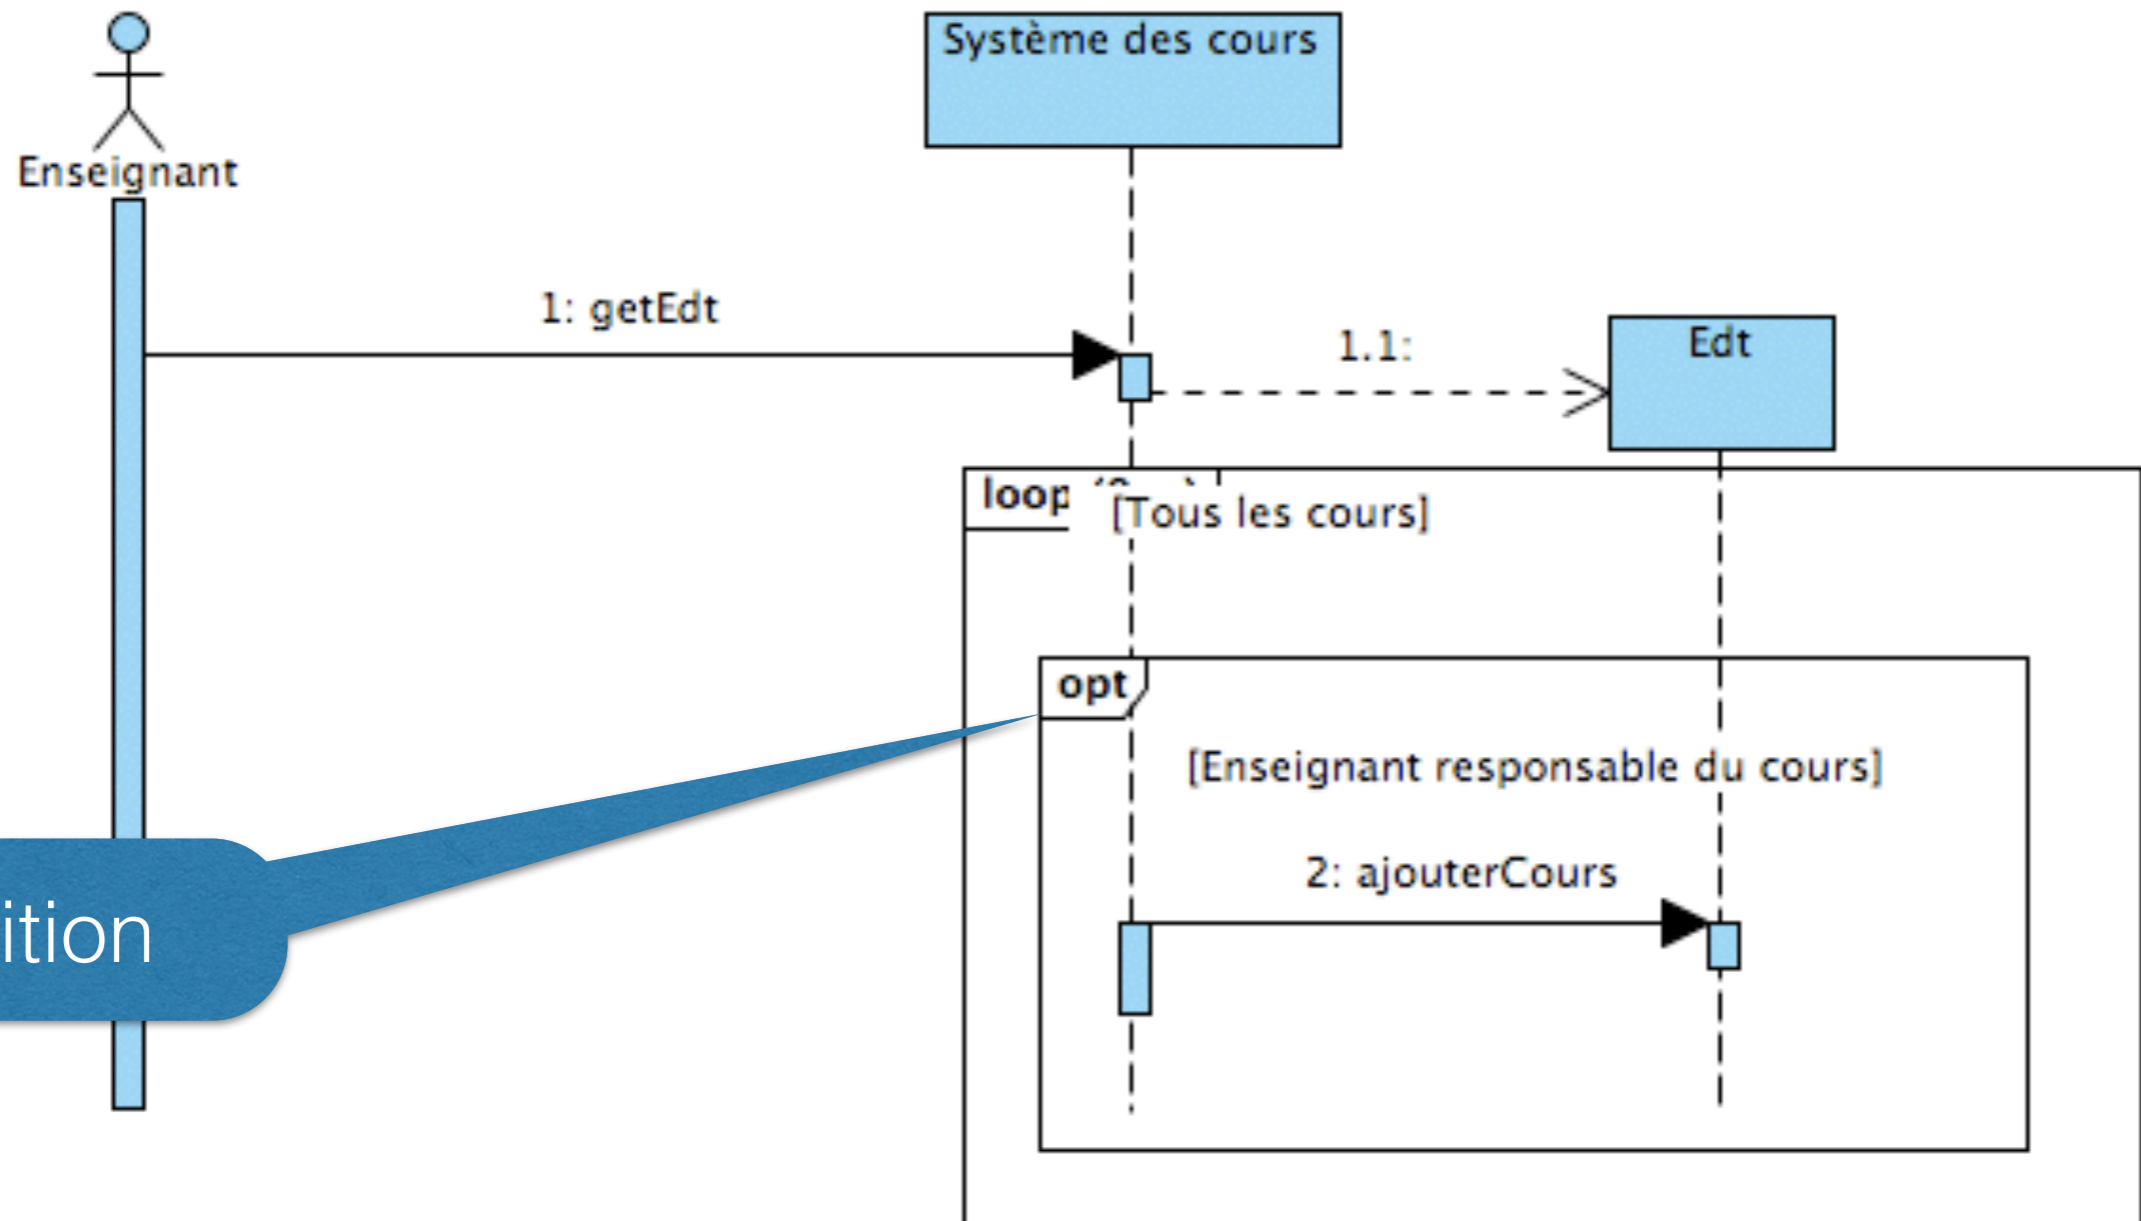 Système des cours
Enseignant
1: getEdt
1.1:
Edt
loop
[Tous les cours]
opt
[Enseignant responsable du cours]
2: ajouterCours